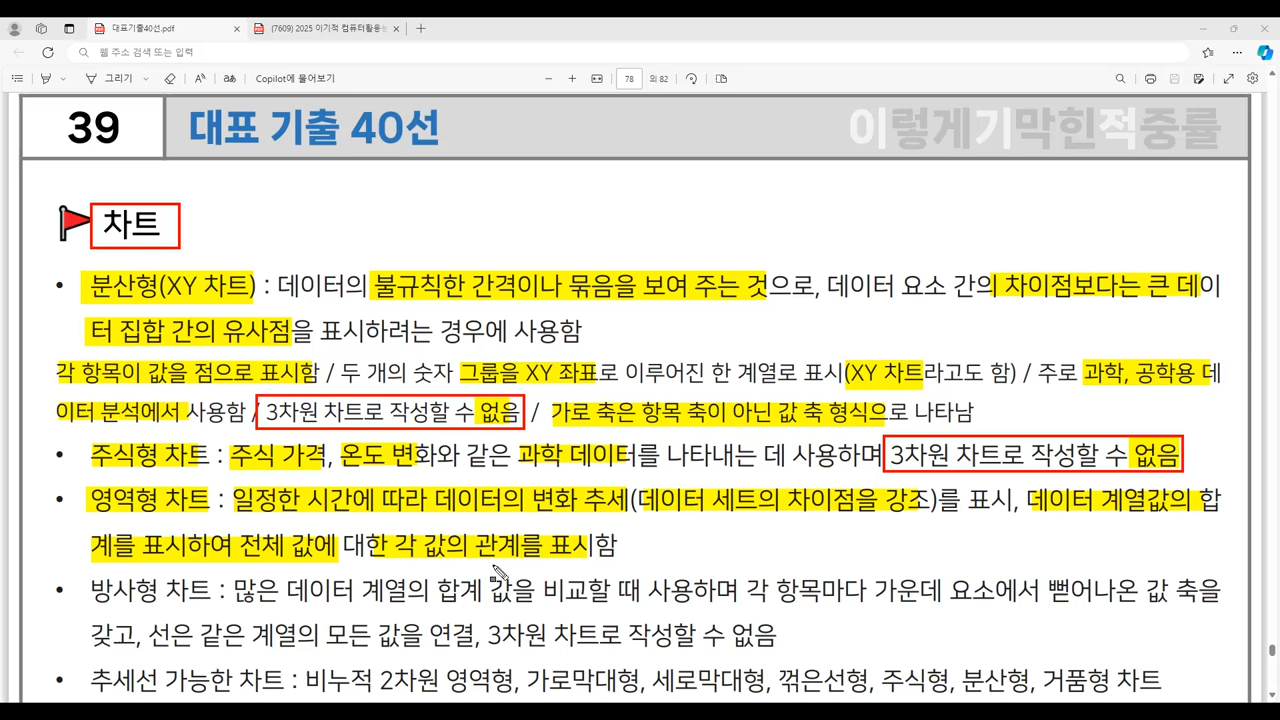 대표기출40선.pdf
(7609) 2025 이기적 컴퓨터활용능
웹 주소 검색 또는 입력
그리기
가あ
Copilot에 물어보기
78
의 82
39
대표 기출 40선
이렇게기막힌적중률
차트
• 분산형(XY 차트) : 데이터의 불규칙한 간격이나 묶음을 보여 주는 것으로, 데이터 요소 간의 차이점보다는 큰 데이
터 집합 간의 유사점을 표시하려는 경우에 사용함
각 항목이 값을 점으로 표시함 / 두 개의 숫자 그룹을 XY 좌표로 이루어진 한 계열로 표시(XY 차트라고도 함) / 주로 과학, 공학용 데
이터 분석에서 사용함 / 3차원 차트로 작성할 수 없음 / 가로 축은 항목 축이 아닌 값 축 형식으로 나타남
• 주식형 차트 : 주식 가격, 온도 변화와 같은 과학 데이터를 나타내는 데 사용하며 3차원 차트로 작성할 수 없음
• 영역형 차트 : 일정한 시간에 따라 데이터의 변화 추세(데이터 세트의 차이점을 강조)를 표시, 데이터 계열값의 합
계를 표시하여 전체 값에 대한 각 값의 관계를 표시함
• 방사형 차트 : 많은 데이터 계열의 합계 값을 비교할 때 사용하며 각 항목마다 가운데 요소에서 뻗어나온 값 축을
갖고, 선은 같은 계열의 모든 값을 연결, 3차원 차트로 작성할 수 없음
• 추세선 가능한 차트 : 비누적 2차원 영역형, 가로막대형, 세로막대형, 꺾은선형, 주식형, 분산형, 거품형 차트